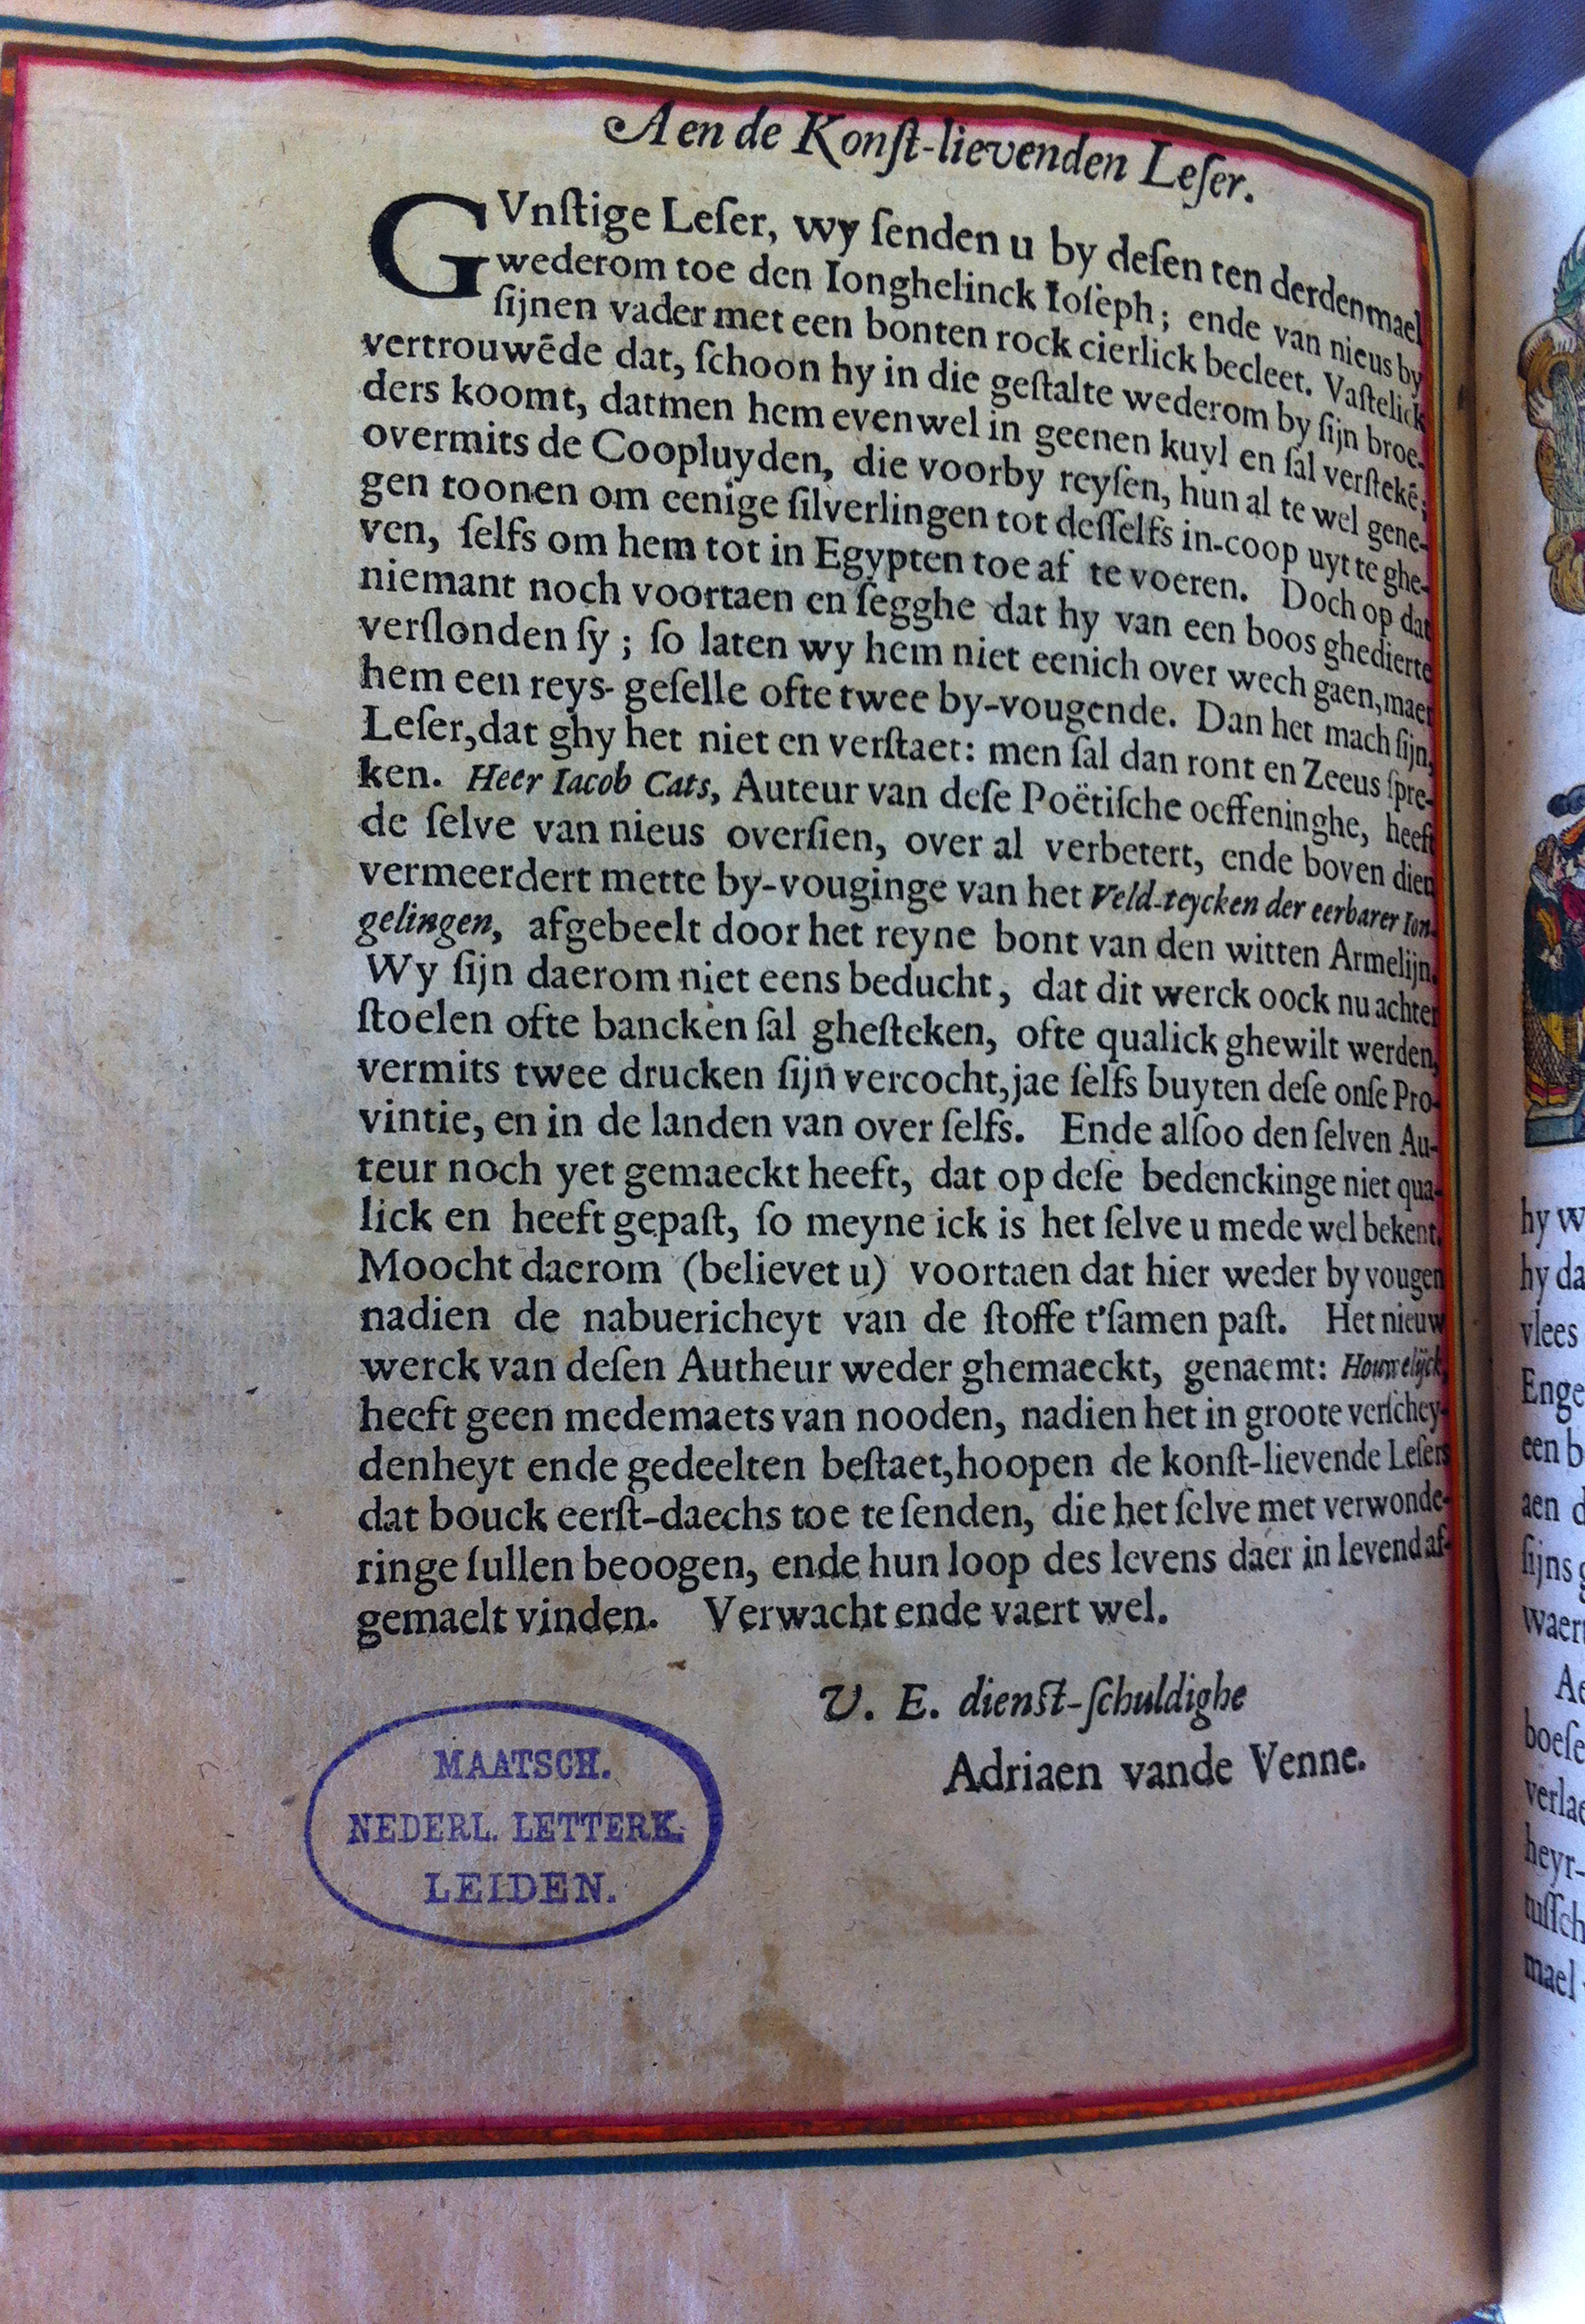 Aen de Konſt-lievenden Leſer.
GVnſtige Leſer, wy ſenden u by deſen ten derdenmael
wederom toe den Ionghelinck Ioſeph; ende van nieus by
ſijnen vader met een bonten rock cierlick becleet. Vaſtelick
vertrouwēde dat, ſchoon hy in die geſtalte wederom by ſijn broe-
ders koomt, datmen hem evenwel in geenen kuyl en ſal verſtekē;
overmits de Coopluyden, die voorby reyſen, hun al te wel gene-
gen toonen om eenige ſilverlingen tot deſſelfs in-coop uyt te ghe-
ven, ſelfs om hem tot in Egypten toe af te voeren. Doch op dat
niemant noch voortaen en ſegghe dat hy van een boos ghedierte
verſlonden ſy; ſo laten wy hem niet eenich over wech gaen, maer
hem een reys-geſelle ofte twee by-vougende. Dan het mach ſijn,
Leſer, dat ghy het niet en verſtaet: men ſal dan ront en Zeeus ſpre-
ken. Heer Iacob Cats, Auteur van deſe Poëtiſche oeffeninghe, heeft
de ſelve van nieus overſien, over al verbetert, ende boven dien
vermeerdert mette by-vouginge van het Veld-teycken der eerbarer Ion-
gelingen, afgebeelt door het reyne bont van den witten Armelijn.
Wy ſijn daerom niet eens beducht, dat dit werck oock nu achter
ſtoelen ofte bancken ſal gheſteken, ofte qualick ghewilt werden,
vermits twee drucken ſijn vercocht, jae ſelfs buyten deſe onſe Pro-
vintie, en in de landen van over ſelfs. Ende alſoo den ſelven Au-
teur noch yet gemaeckt heeft, dat op deſe bedenckinge niet qua-
lick en heeft gepaſt, ſo meyne ick is het ſelve u mede wel bekent.
Moocht daerom (believet u) voortaen dat hier weder by vougen
nadien de nabuericheyt van de ſtoffe t'ſamen paſt. Het nieuw
werck van deſen Autheur weder ghemaeckt, genaemt: Houwelijck,
heeft geen medemaets van nooden, nadien het in groote verſchey-
denheyt ende gedeelten beſtaet, hoopen de konſt-lievende Leſers
dat bouck eerſt-daechs toe te ſenden, die het ſelve met verwonde-
ringe ſullen beoogen, ende hun loop des levens daer in levend af-
gemaelt vinden. Verwacht ende vaert wel.
V. E. dienſt-ſchuldighe
Adriaen vande Venne.
MAATSCH.
NEDERL. LETTERK.
LEIDEN.
hy w
hy da
vlees
Enge
een b
aen d
ſijns g
Waer
Ae
boeſe
verlae
heyr-
tuſſch
mael